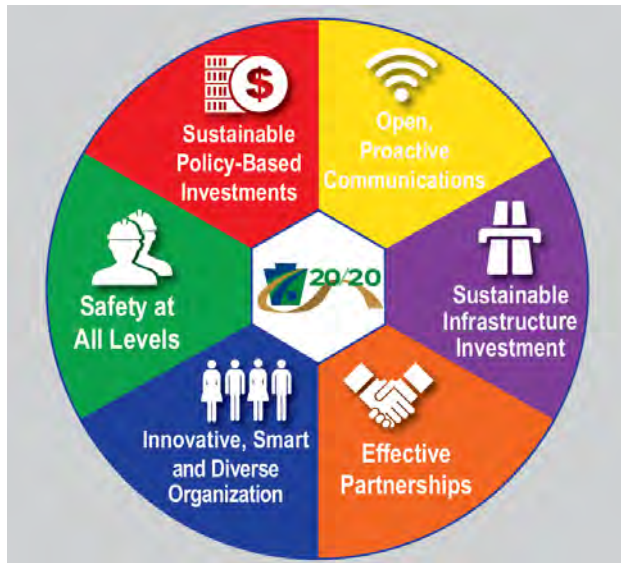 $
Sustainable
Policy-Based
Investments
Open,
Proactive
Communications
Sustainable
Infrastructure
Investment
Effective
Partnerships
Innovative, Smart
and Diverse
Organization
Safety at
All Levels
20/20